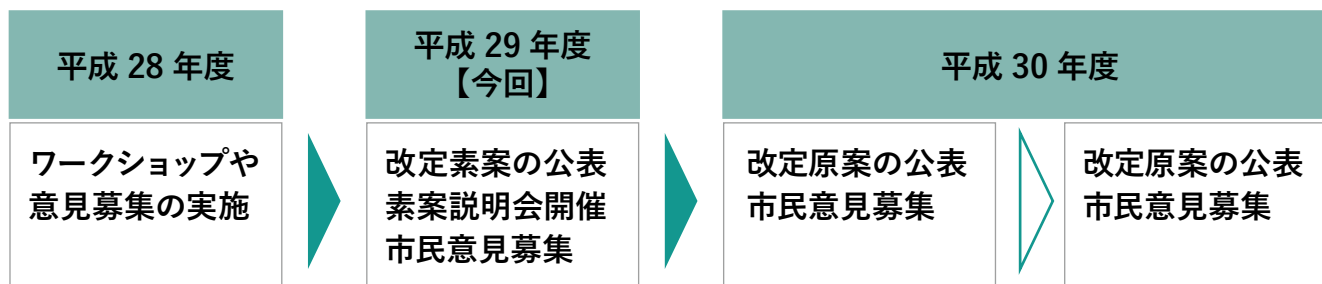 平成 28 年度
ワークショップや
意見募集の実施
平成 29 年度
【今回】
改定素案の公表
素案説明会開催
市民意見募集
平成 30 年度
改定原案の公表
市民意見募集
改定原案の公表
市民意見募集